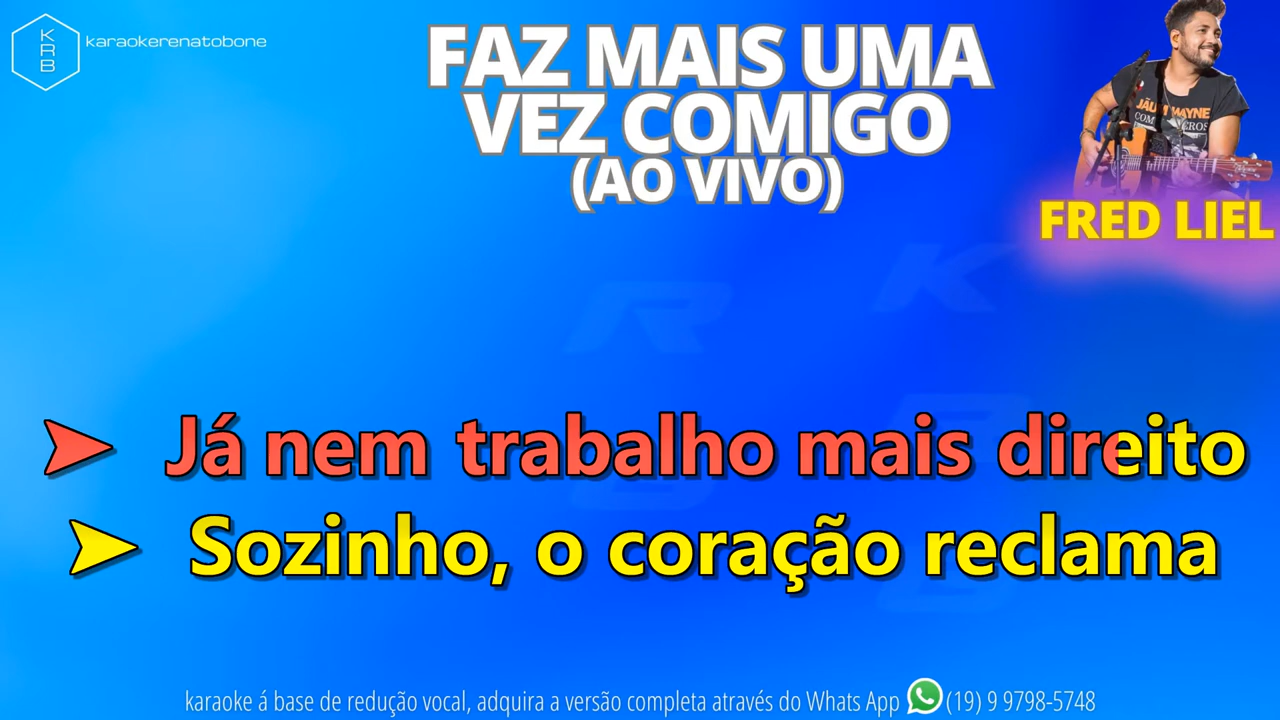 KRB
karaokerenatobone
FAZ MAIS UMA
VEZ COMIGO
(AO VIVO)
FRED LIEL
Já nem trabalho mais direito
Sozinho, o coração reclama
karaoke á base de redução vocal, adquira a versão completa através do Whats App (19) 9 9798-5748